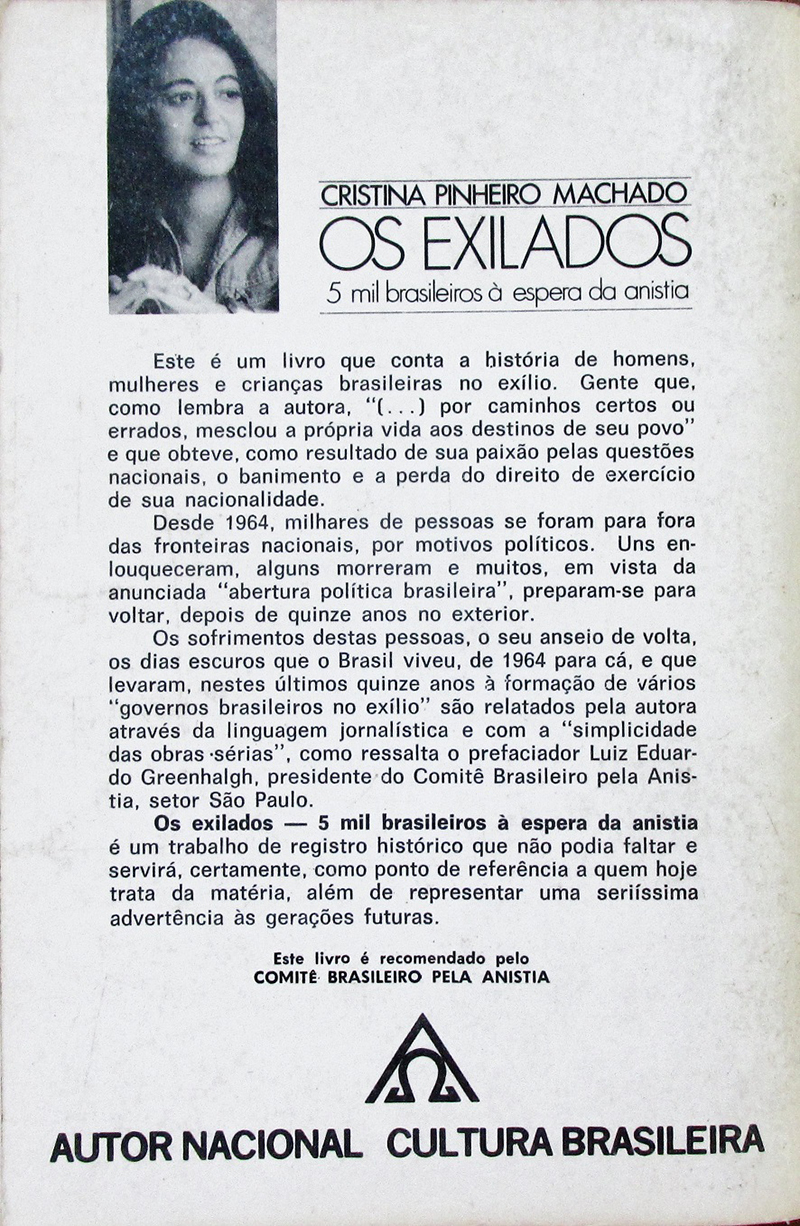 CRISTINA PINHEIRO MACHADO
OS EXILADOS
5 mil brasileiros à espera da anistia
Este é um livro que conta a história de homens,
mulheres e crianças brasileiras no exílio. Gente que,
como lembra a autora, “(...) por caminhos certos ou
errados, mesclou a própria vida aos destinos de seu povo”
e que obteve, como resultado de sua paixão pelas questões
nacionais, o banimento e a perda do direito de exercício
de sua nacionalidade.
Desde 1964, milhares de pessoas se foram para fora
das fronteiras nacionais, por motivos políticos. Uns en-
louqueceram, alguns morreram e muitos, em vista da
anunciada “abertura política brasileira”, preparam-se para
voltar, depois de quinze anos no exterior.
Os sofrimentos destas pessoas, o seu anseio de volta,
os dias escuros que o Brasil viveu, de 1964 para cá, e que
levaram, nestes últimos quinze anos à formação de vários
“governos brasileiros no exílio” são relatados pela autora
através da linguagem jornalística e com a “simplicidade
das obras sérias”, como ressalta o prefaciador Luiz Eduar-
do Greenhalgh, presidente do Comitê Brasileiro pela Anis-
tia, setor São Paulo.
Os exilados — 5 mil brasileiros à espera da anistia
é um trabalho de registro histórico que não podia faltar e
servirá, certamente, como ponto de referência a quem hoje
trata da matéria, além de representar uma seriíssima
advertência às gerações futuras.
Este livro é recomendado pelo
COMITÊ BRASILEIRO PELA ANISTIA
AUTOR NACIONAL CULTURA BRASILEIRA